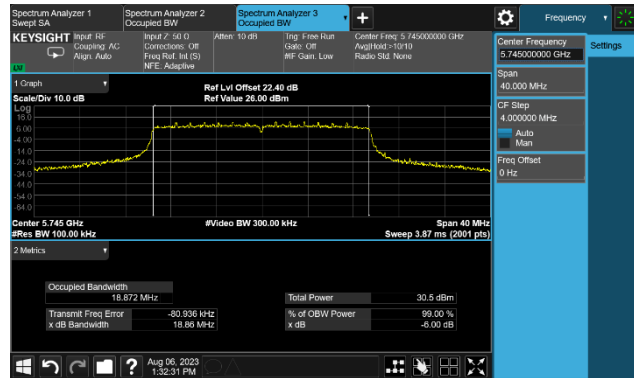 Spectrum Analyzer 1
Swept SA
Spectrum Analyzer 2
Occupied BW
Spectrum Analyzer 3
Occupied BW
+
Frequency
KEYSIGHT
Input: RF
Coupling: AC
Align: Auto
Input Z: 50 Ω
Corrections: Off
Freq Ref: Int (S)
NFE: Adaptive
Atten: 10 dB
Trig: Free Run
Gate: Off
#IF Gain: Low
Center Freq: 5.745000000 GHz
Avg|Hold:>10/10
Radio Std: None
LV
Center Frequency
5.745000000 GHz
Settings
Span
40.000 MHz
CF Step
4.000000 MHz
Auto
Man
Freq Offset
0 Hz
1 Graph
Scale/Div 10.0 dB
Ref Lvl Offset 22.40 dB
Ref Value 26.00 dBm
Log
16.0
6.00
-4.00
-14.0
-24.0
-34.0
-44.0
-54.0
-64.0
Center 5.745 GHz
#Res BW 100.00 kHz
#Video BW 300.00 kHz
Span 40 MHz
Sweep 3.87 ms (2001 pts)
2 Metrics
Occupied Bandwidth
18.872 MHz
Total Power 30.5 dBm
Transmit Freq Error -80.936 kHz
x dB Bandwidth 18.86 MHz
% of OBW Power 99.00 %
x dB -6.00 dB
?
Aug 06, 2023
1:32:31 PM